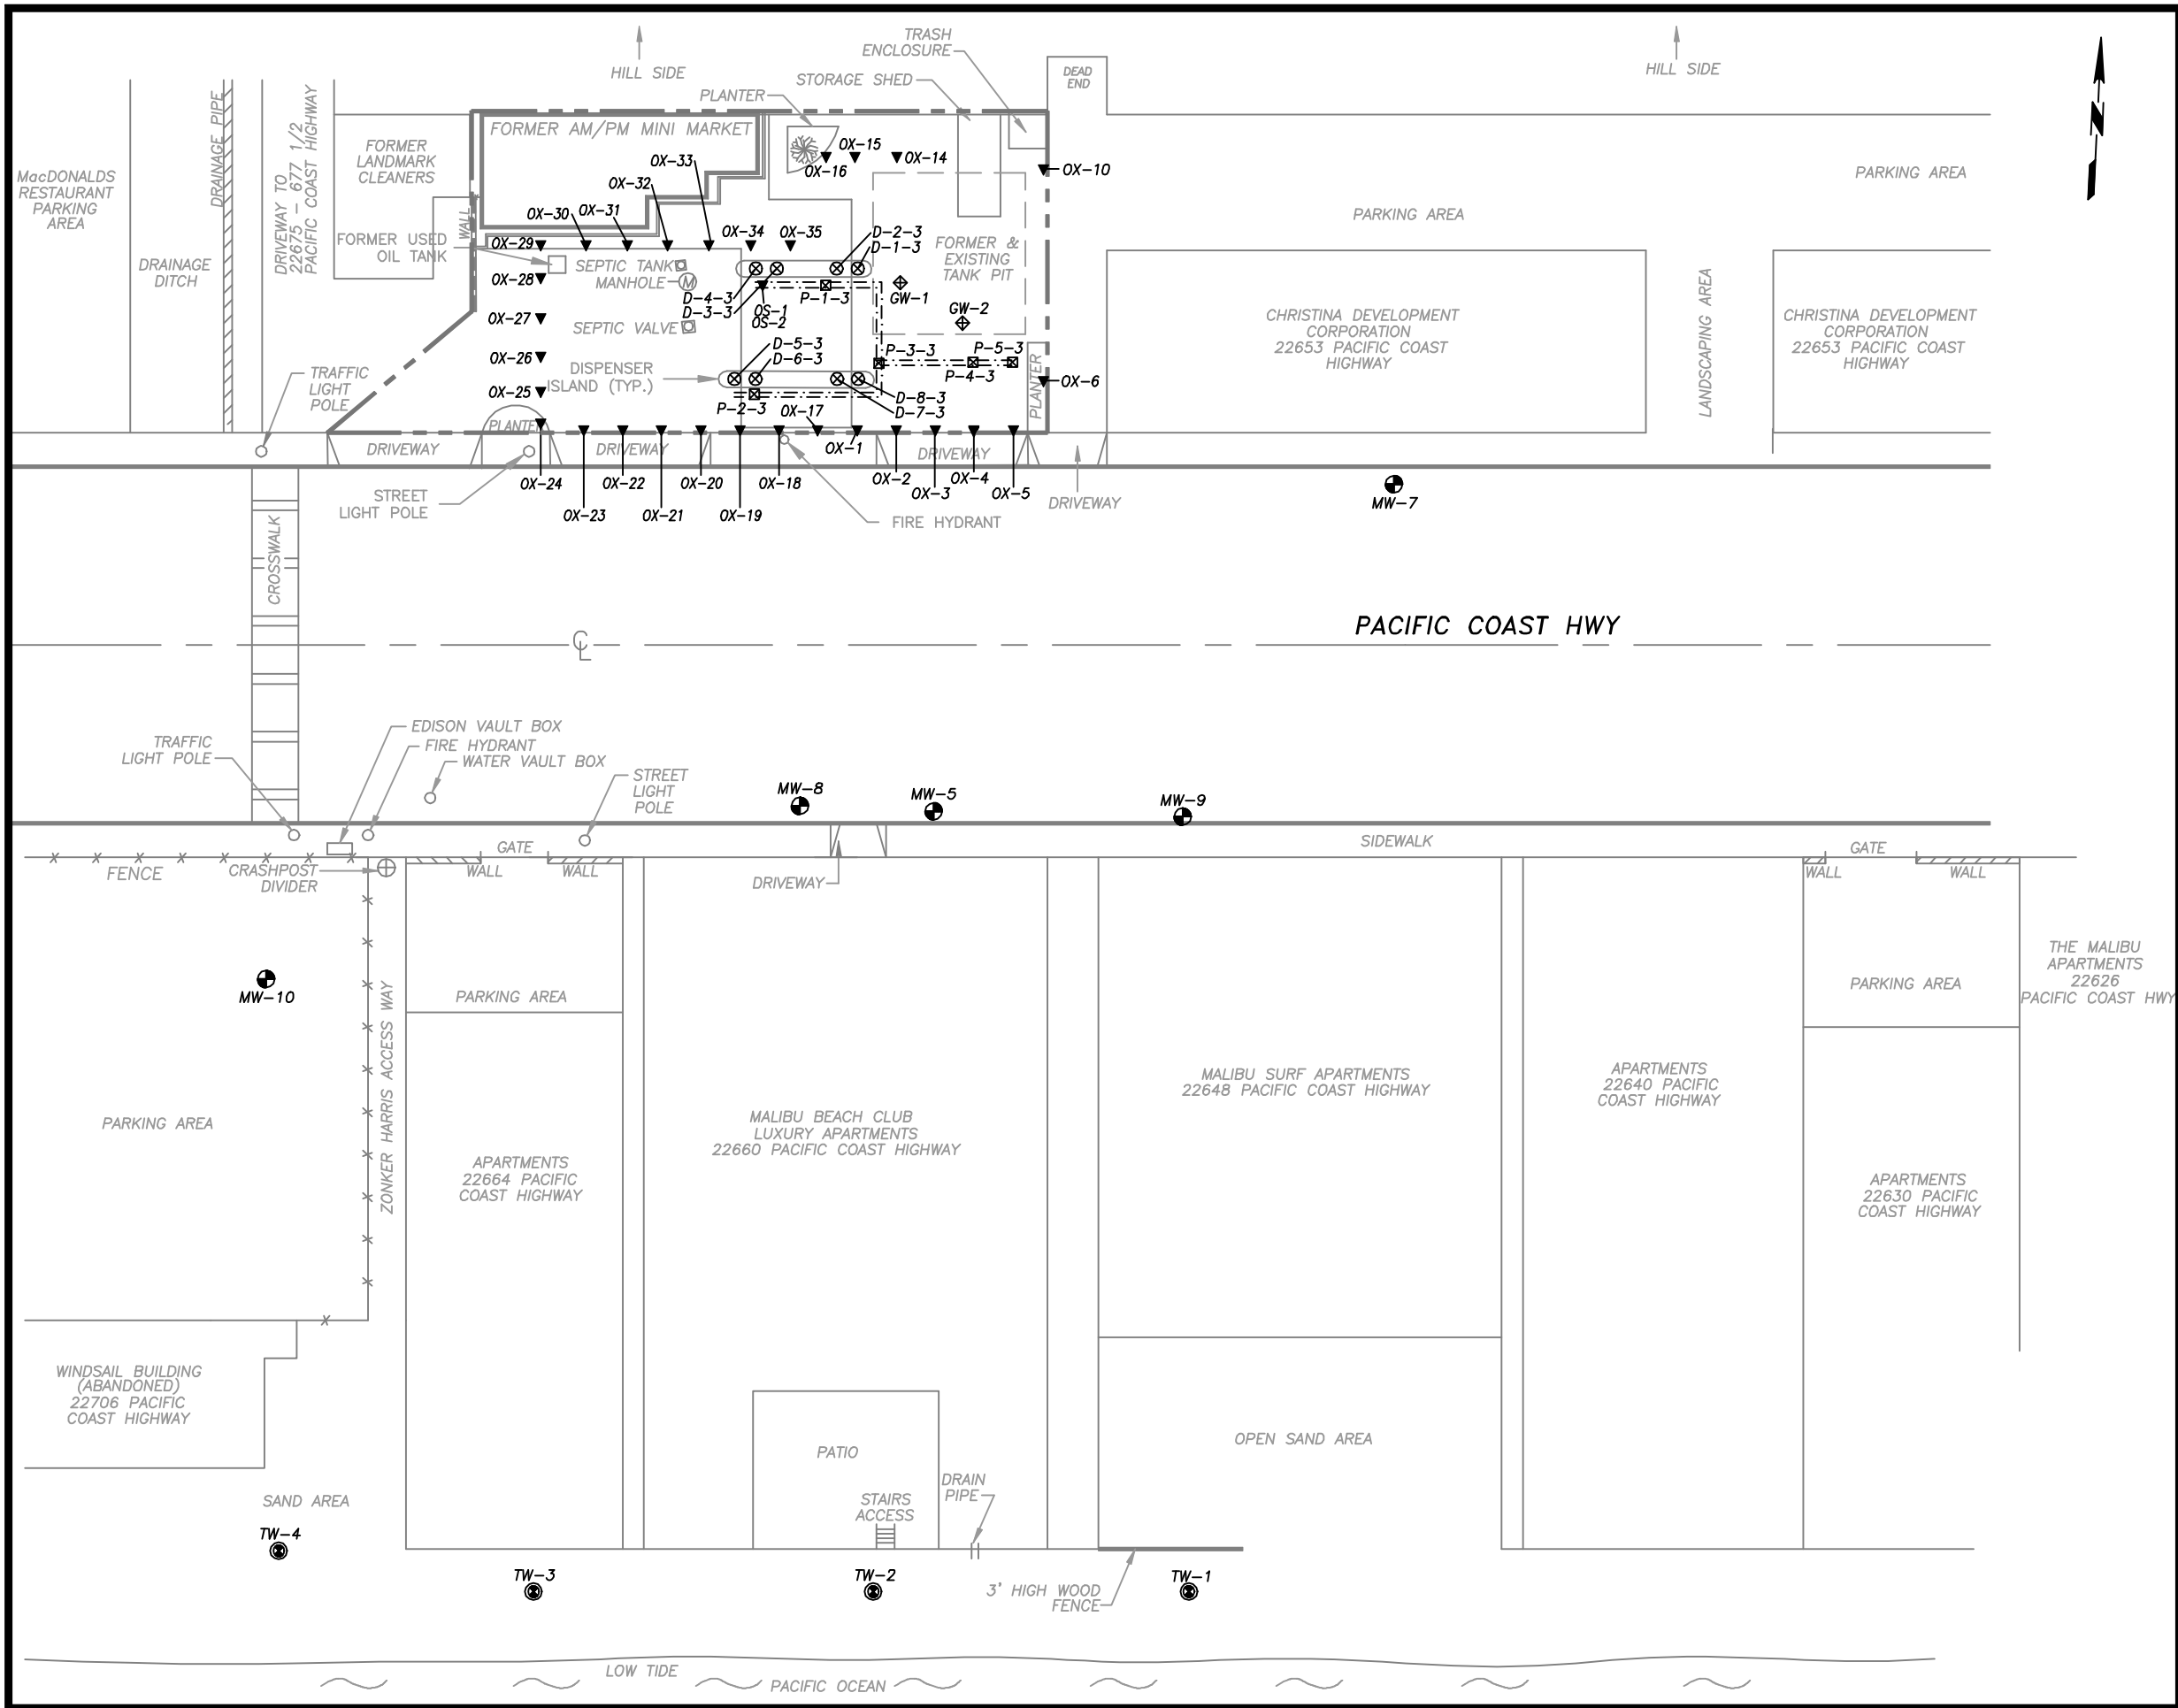 TRASH
ENCLOSURE
HILL SIDE
STORAGE SHED
DEAD
END
HILL SIDE
PLANTER
N
FORMER AM/PM MINI MARKET
DRAINAGE PIPE
DRIVEWAY TO
22675 - 677 1/2
PACIFIC COAST HIGHWAY
FORMER
LANDMARK
CLEANERS
MacDONALDS
RESTAURANT
PARKING
AREA
OX-33
OX-15
OX-14
OX-16
OX-10
PARKING AREA
OX-32
PARKING AREA
OX-30
OX-31
WALL
OX-34
OX-35
D-2-3
D-1-3
FORMER USED
OIL TANK
OX-29
FORMER &
EXISTING
TANK PIT
DRAINAGE
DITCH
SEPTIC TANK
MANHOLE
M
OX-28
D-4-3
D-3-3
P-1-3
GW-1
GW-2
OS-1
OS-2
OX-27
SEPTIC VALVE
CHRISTINA DEVELOPMENT
CORPORATION
22653 PACIFIC COAST
HIGHWAY
LANDSCAPING AREA
CHRISTINA DEVELOPMENT
CORPORATION
22653 PACIFIC COAST
HIGHWAY
OX-26
D-5-3
D-6-3
P-3-3
P-5-3
P-4-3
DISPENSER
ISLAND (TYP.)
TRAFFIC
LIGHT
POLE
OX-25
PLANTER
OX-6
D-8-3
D-7-3
P-2-3
OX-17
PLANTER
DRIVEWAY
DRIVEWAY
OX-1
DRIVEWAY
OX-24
OX-22
OX-20
OX-18
OX-2
OX-4
OX-3
OX-5
STREET
LIGHT POLE
OX-23
OX-21
OX-19
FIRE HYDRANT
DRIVEWAY
MW-7
CROSSWALK
PACIFIC COAST HWY
CL
EDISON VAULT BOX
FIRE HYDRANT
WATER VAULT BOX
TRAFFIC
LIGHT POLE
STREET
LIGHT
POLE
MW-8
MW-5
MW-9
SIDEWALK
GATE
GATE
FENCE
CRASHPOST
DIVIDER
WALL
WALL
DRIVEWAY
WALL
WALL
MW-10
ZONKER HARRIS ACCESS WAY
PARKING AREA
PARKING AREA
THE MALIBU
APARTMENTS
22626
PACIFIC COAST HWY
PARKING AREA
MALIBU BEACH CLUB
LUXURY APARTMENTS
22660 PACIFIC COAST HIGHWAY
MALIBU SURF APARTMENTS
22648 PACIFIC COAST HIGHWAY
APARTMENTS
22640 PACIFIC
COAST HIGHWAY
APARTMENTS
22664 PACIFIC
COAST HIGHWAY
APARTMENTS
22630 PACIFIC
COAST HIGHWAY
WINDSAIL BUILDING
(ABANDONED)
22706 PACIFIC
COAST HIGHWAY
PATIO
OPEN SAND AREA
SAND AREA
STAIRS
ACCESS
DRAIN
PIPE
TW-4
TW-3
TW-2
TW-1
3' HIGH WOOD
FENCE
LOW TIDE
PACIFIC OCEAN